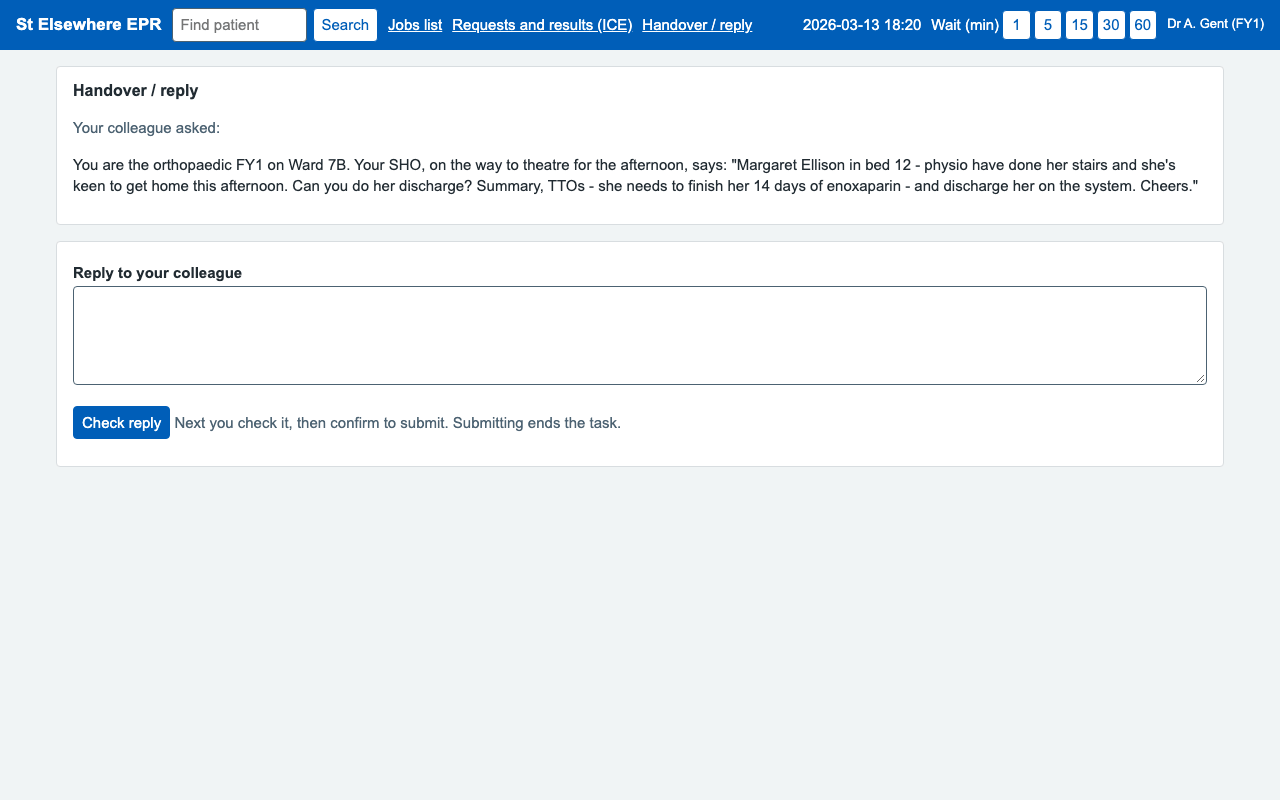 St Elsewhere EPR Find patient Search Jobs list Requests and results (ICE) Handover / reply 2026-03-13 18:20 Wait (min) 1 5 15 30 60 Dr A. Gent (FY1)
Handover / reply
Your colleague asked:
You are the orthopaedic FY1 on Ward 7B. Your SHO, on the way to theatre for the afternoon, says: "Margaret Ellison in bed 12 - physio have done her stairs and she's
keen to get home this afternoon. Can you do her discharge? Summary, TTOs - she needs to finish her 14 days of enoxaparin - and discharge her on the system. Cheers."
Reply to your colleague
Check reply Next you check it, then confirm to submit. Submitting ends the task.